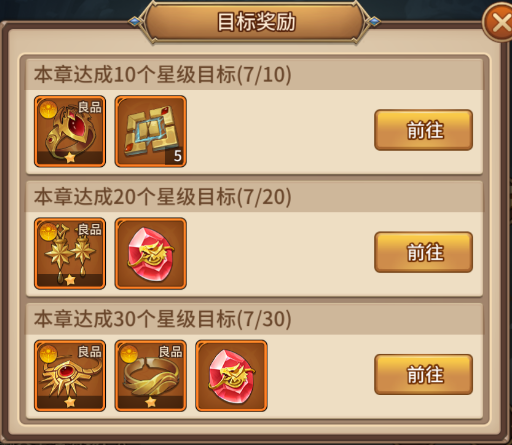 目标奖励
本章达成10个星级目标(7/10)
良品
5
前往
本章达成20个星级目标(7/20)
良品
前往
本章达成30个星级目标(7/30)
良品
良品
前往